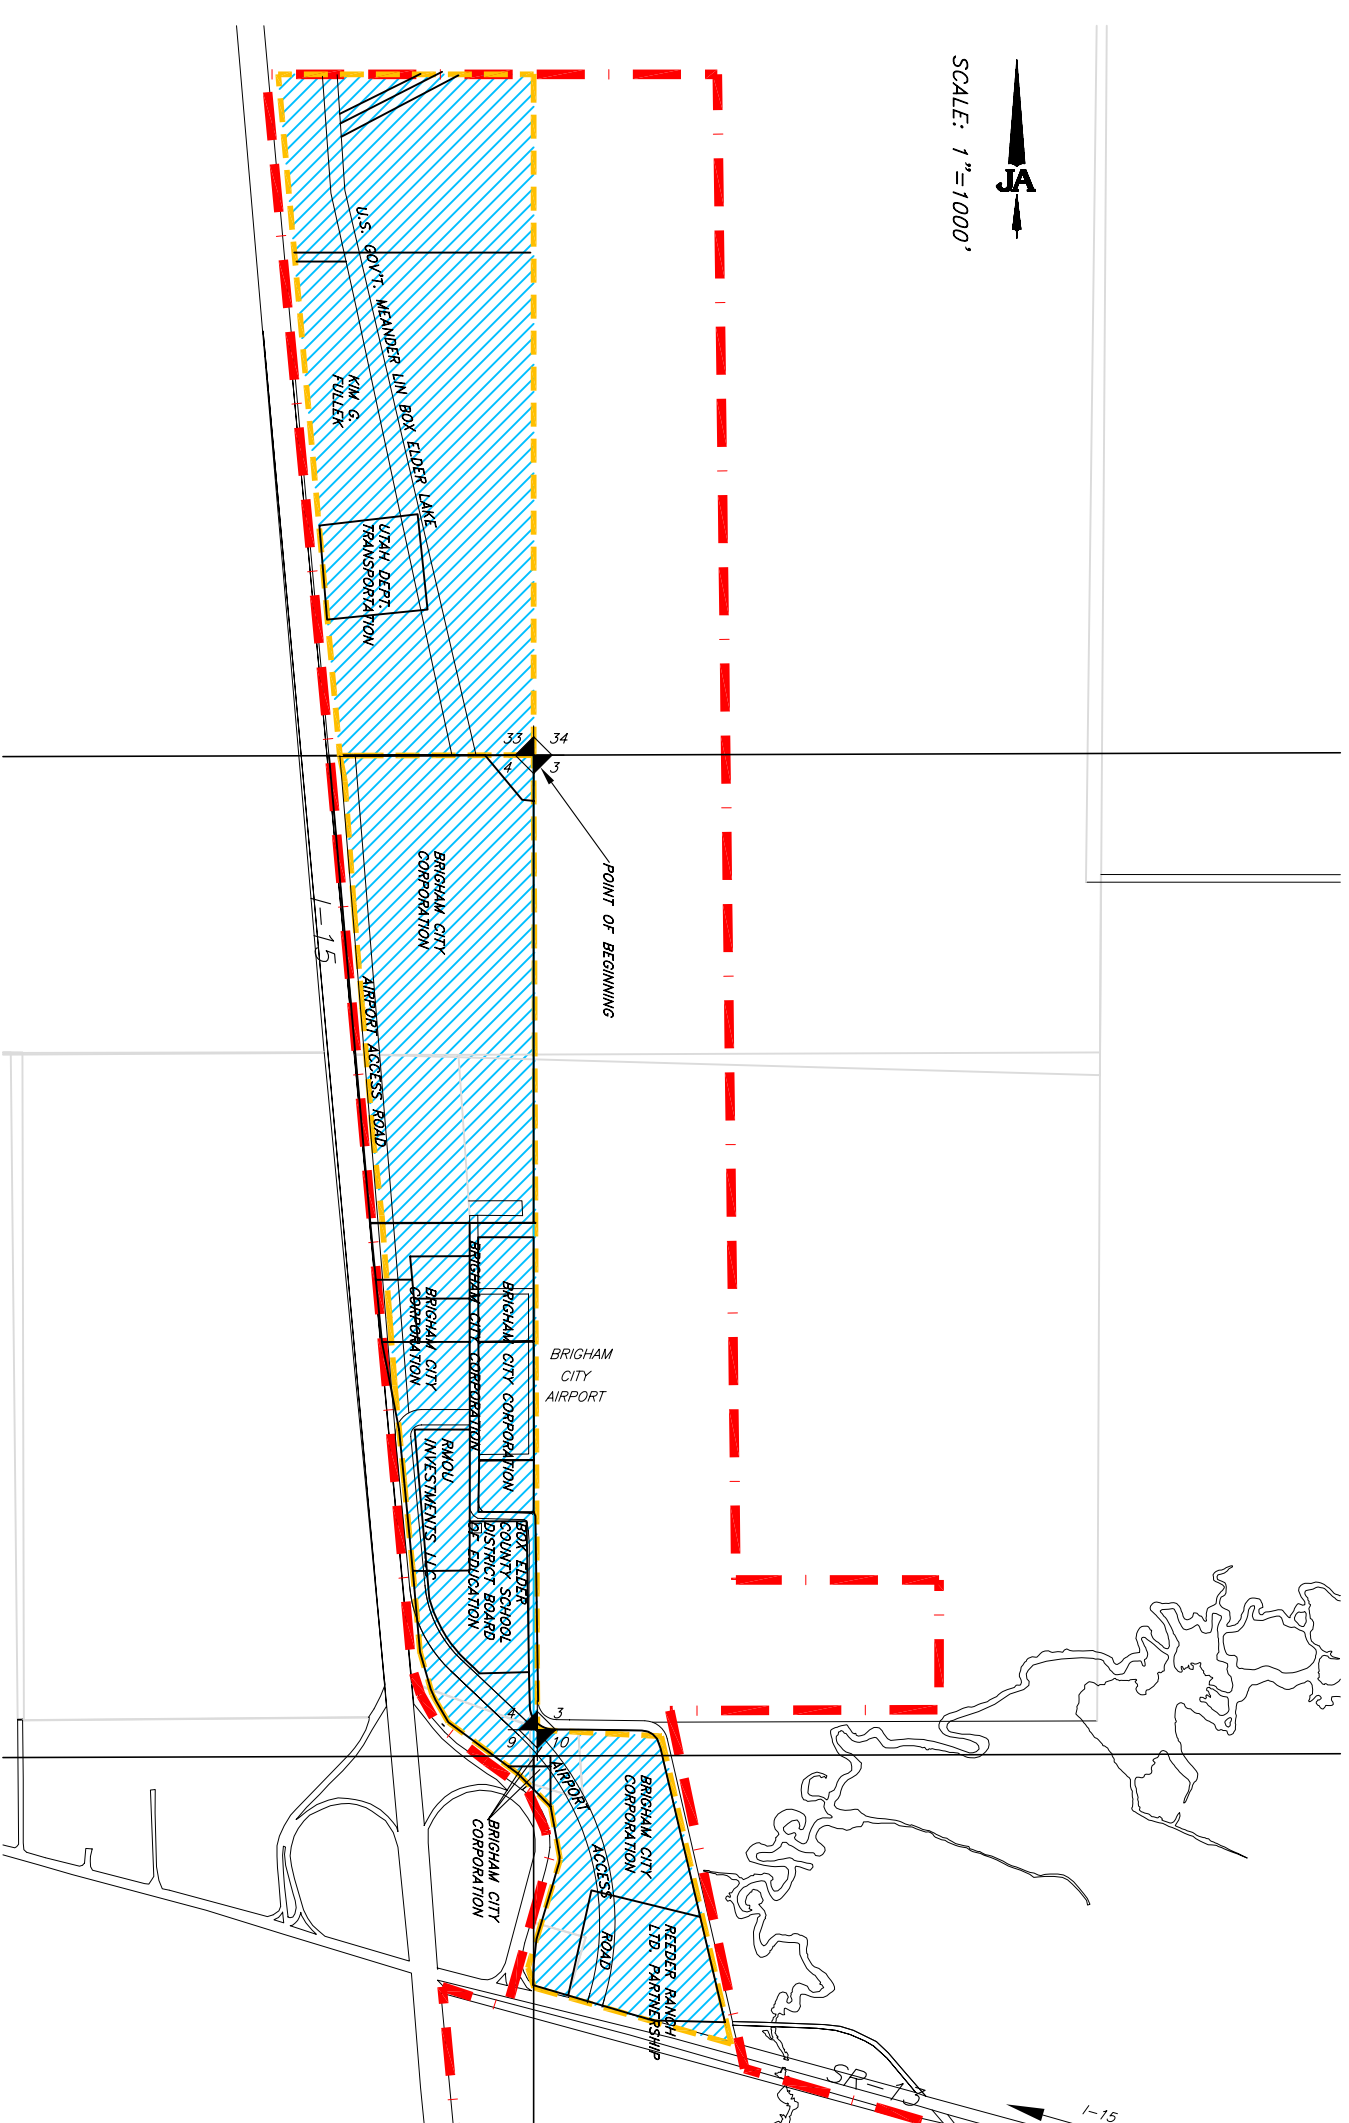 SCALE: 1"=1000'
JA
U.S. GOV'T. MEANDER LIN BOX ELDER LAKE
KIM G.
FULLEK
UTAH DEPT.
TRANSPORTATION
33
34
4
3
POINT OF BEGINNING
BRIGHAM CITY
CORPORATION
I-15
AIRPORT ACCESS ROAD
BRIGHAM CITY CORPORATION
BRIGHAM CITY CORPORATION
BRIGHAM CITY
CORPORATION
BRIGHAM
CITY
AIRPORT
RMOU
INVESTMENTS LLC
BOX ELDER
COUNTY SCHOOL
DISTRICT BOARD
OF EDUCATION
4
3
9
10
AIRPORT ACCESS ROAD
BRIGHAM CITY
CORPORATION
BRIGHAM CITY
CORPORATION
REEDER RANCH
LTD. PARTNERSHIP
SR-13
I-15